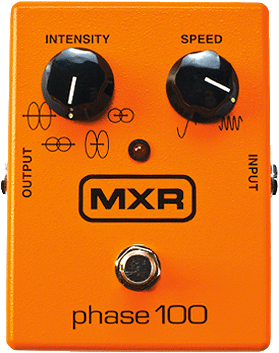 INTENSITY
SPEED
OUTPUT
INPUT
MXR
phase 100